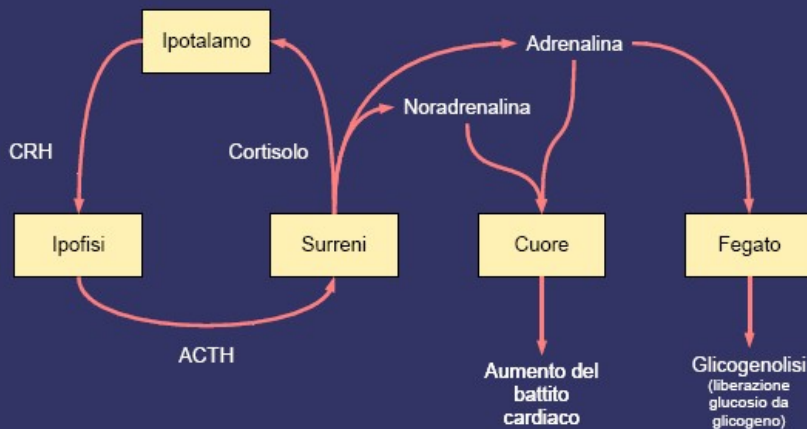 Ipotalamo
Adrenalina
Noradrenalina
CRH
Cortisolo
Ipofisi
Surreni
Cuore
Fegato
ACTH
Aumento del
battito
cardiaco
Glicogenolisi
(liberazione
glucosio da
glicogeno)